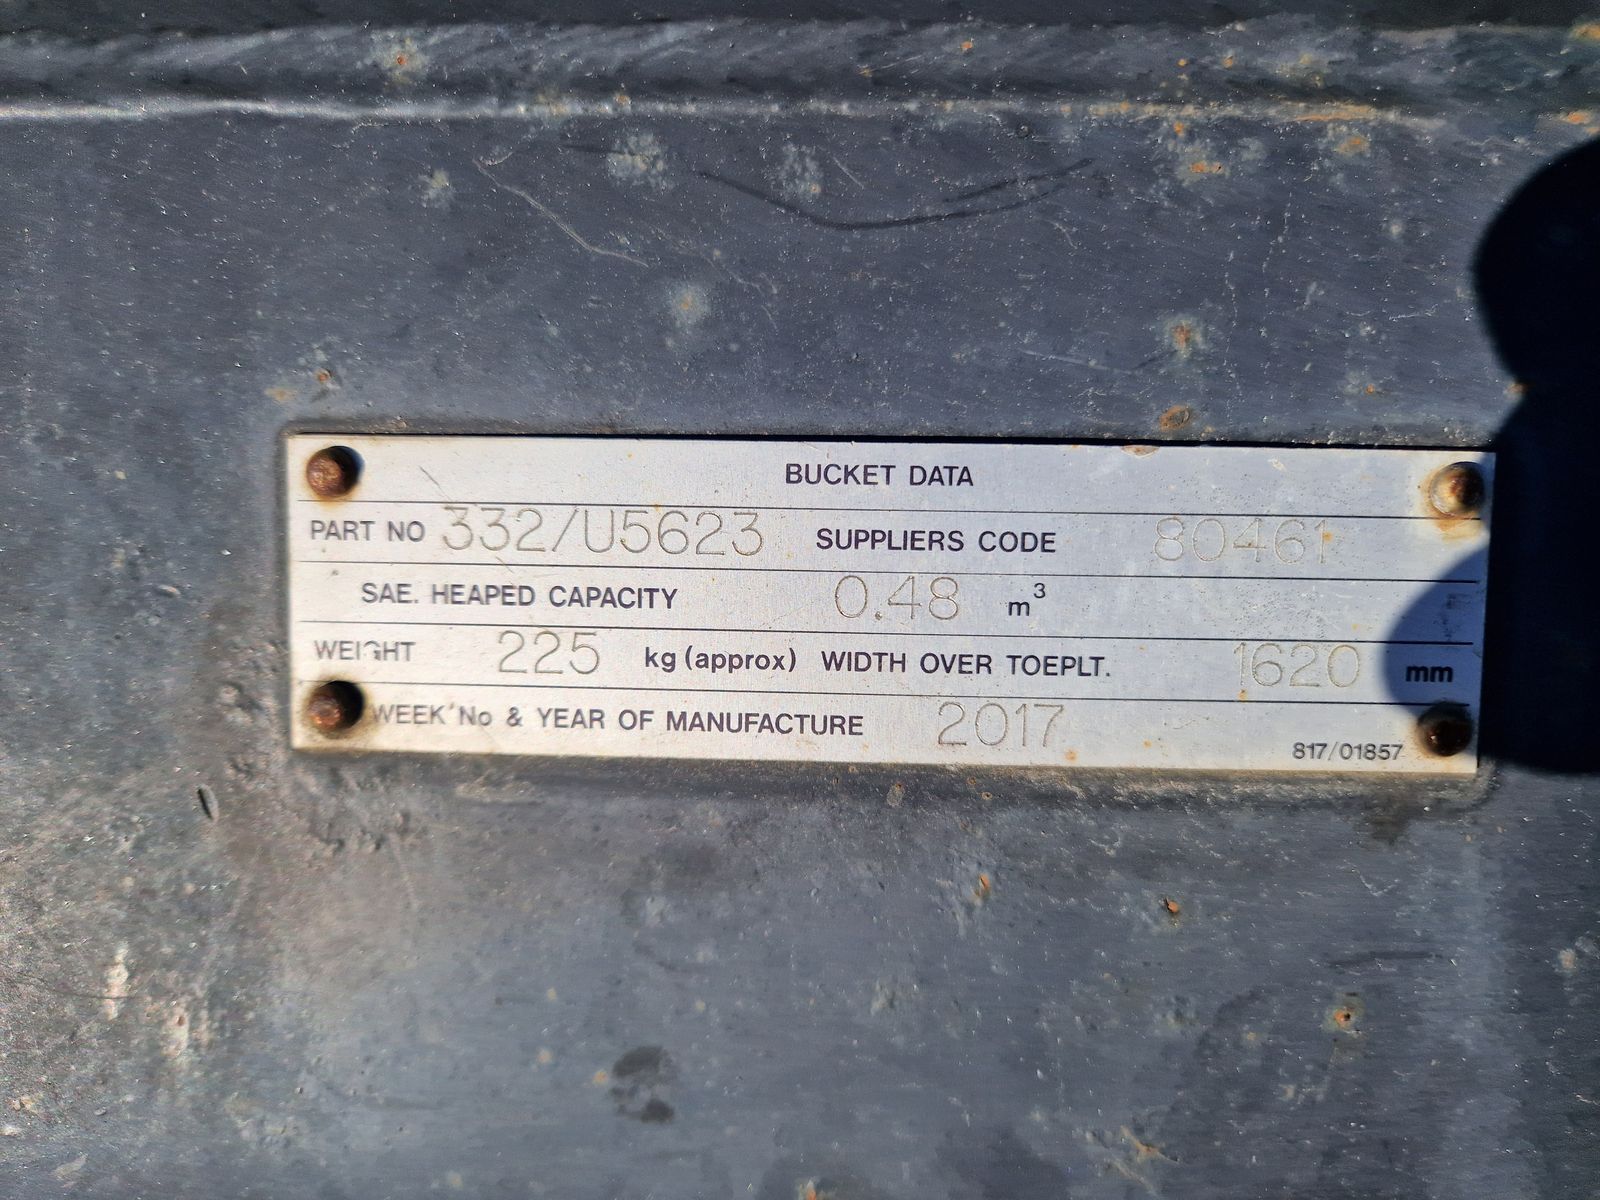 BUCKET DATA
PART NO 332/U5623 SUPPLIERS CODE 80461
SAE. HEAPED CAPACITY 0.48 m³
WEIGHT 225 kg (approx) WIDTH OVER TOEPLT. 1620 mm
WEEK No & YEAR OF MANUFACTURE 2017
817/01857